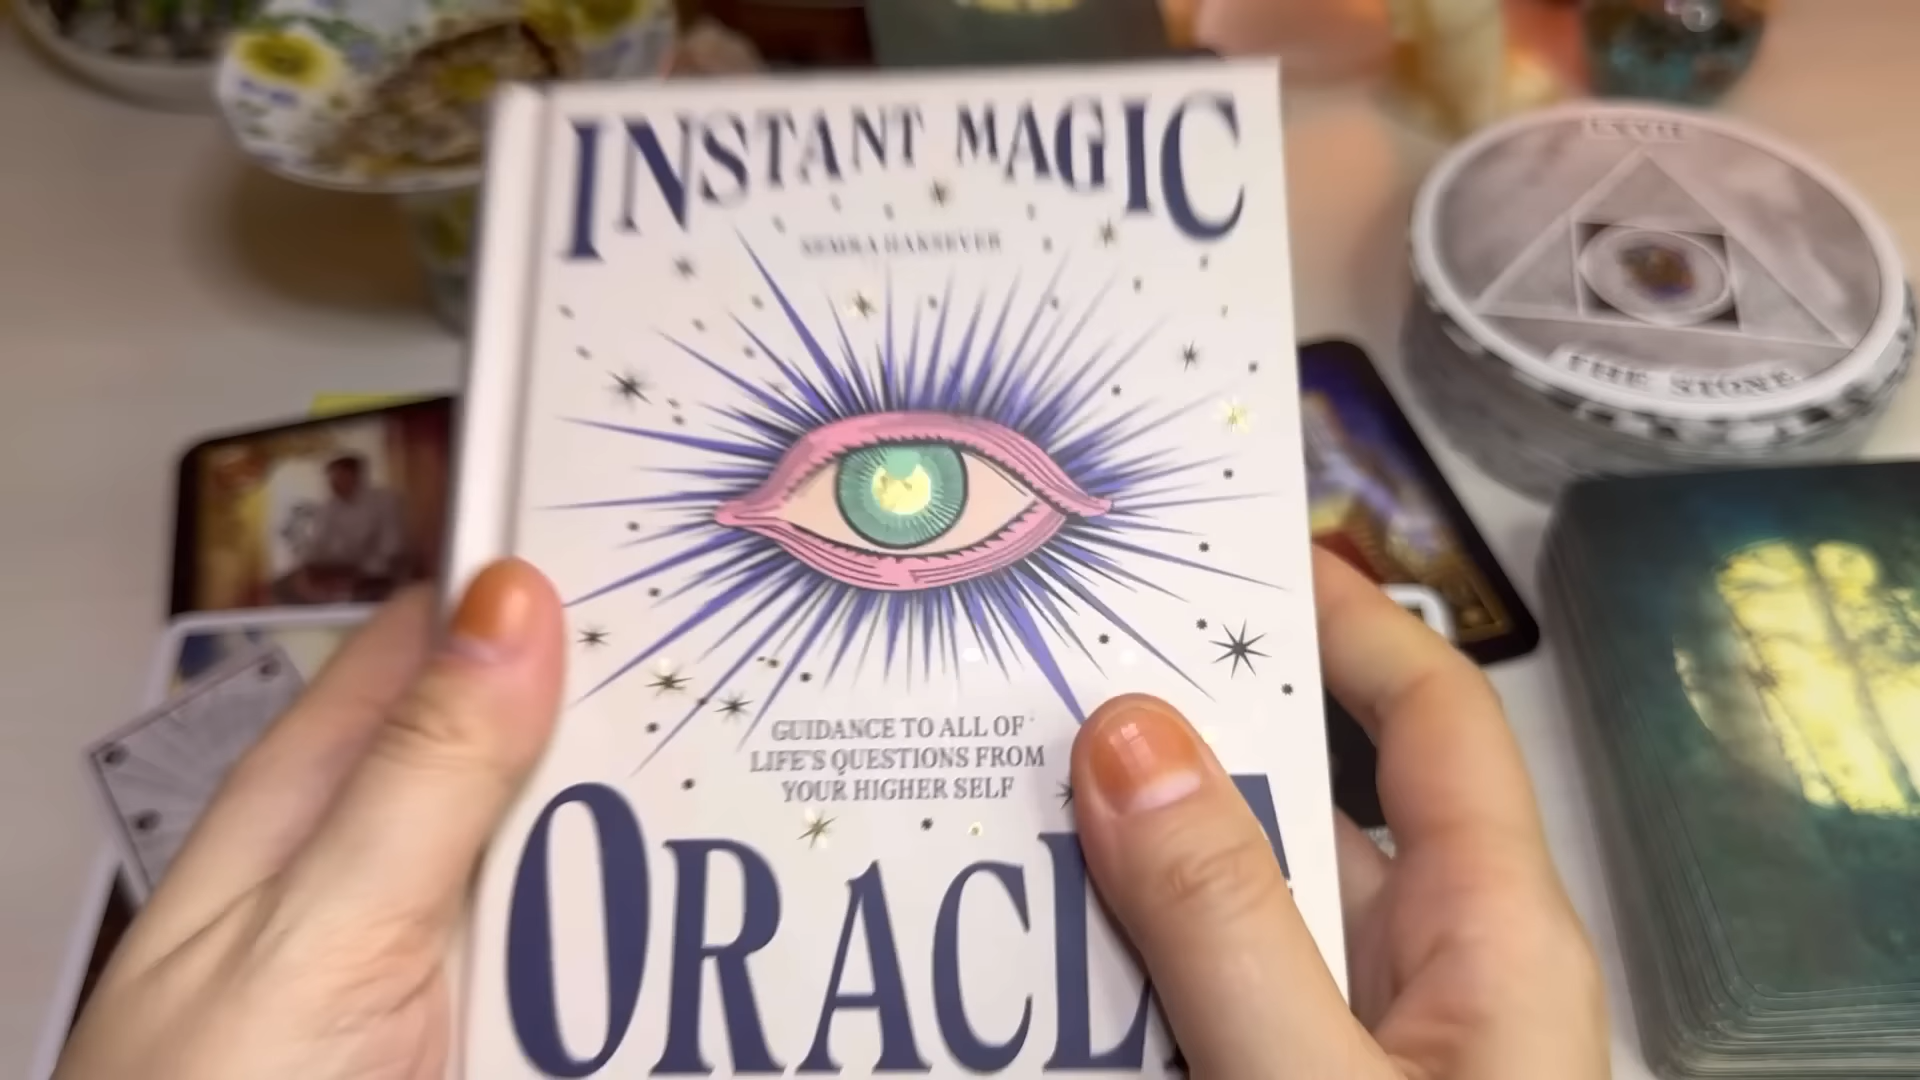 INSTANT MAGIC
SEMRA HAKSEVER
GUIDANCE TO ALL OF
LIFE'S QUESTIONS FROM
YOUR HIGHER SELF
ORACLE
THE STONE